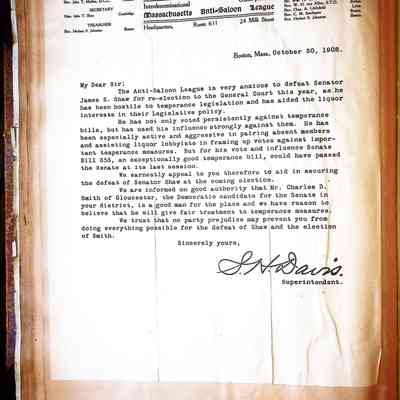 SECRETARY
TREASURER
Rev. Nelson B. Johnson
Interdenominational
Massachusetts Anti-Saloon League
Headquarters, Room 611 24 Milk Street
Boston, Mass, October 30, 1908.
My Dear Sir:
The Anti-Saloon League is very anxious to defeat Senator
James S. Shaw for re-election to the General Court this year, as he
has been hostile to temperance legislation and has aided the liquor
interests in their legislative policy.
He has not only voted persistently against temperance
bills, but has used his influence strongly against them. He has
been especially active and aggressive in pairing absent members
and assisting liquor lobbyists in framing up votes against impor-
tant temperance measures. But for his vote and influence Senate
Bill 356, an exceptionally good temperance bill, could have passed
the Senate at its last session.
We earnestly appeal to you therefore to aid in securing
the defeat of Senator Shaw at the coming election.
We are informed on good authority that Mr. Charles D.
Smith of Gloucester, the Democratic candidate for the Senate in
your district, is a good man for the place and we have reason to
believe that he will give fair treatment to temperance measures.
We trust that no party prejudices may prevent you from
doing everything possible for the defeat of Shaw and the election
of Smith.
Sincerely yours,
S. H. Davis.
Superintendent.